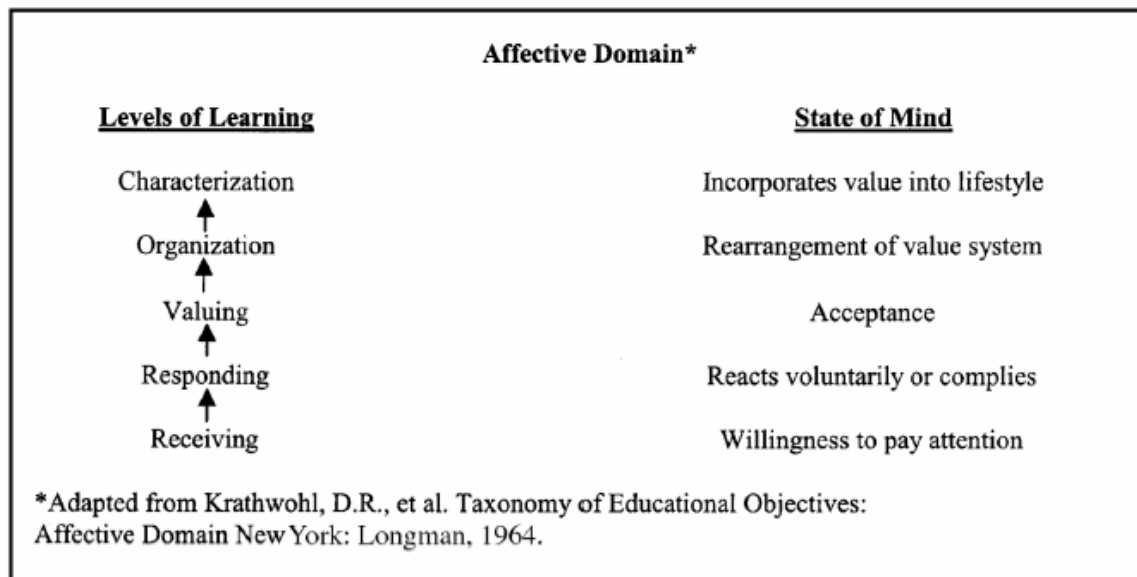 Affective Domain*
Levels of Learning State of Mind
Characterization Incorporates value into lifestyle
Organization Rearrangement of value system
Valuing Acceptance
Responding Reacts voluntarily or complies
Receiving Willingness to pay attention
*Adapted from Krathwohl, D.R., et al. Taxonomy of Educational Objectives:
Affective Domain New York: Longman, 1964.